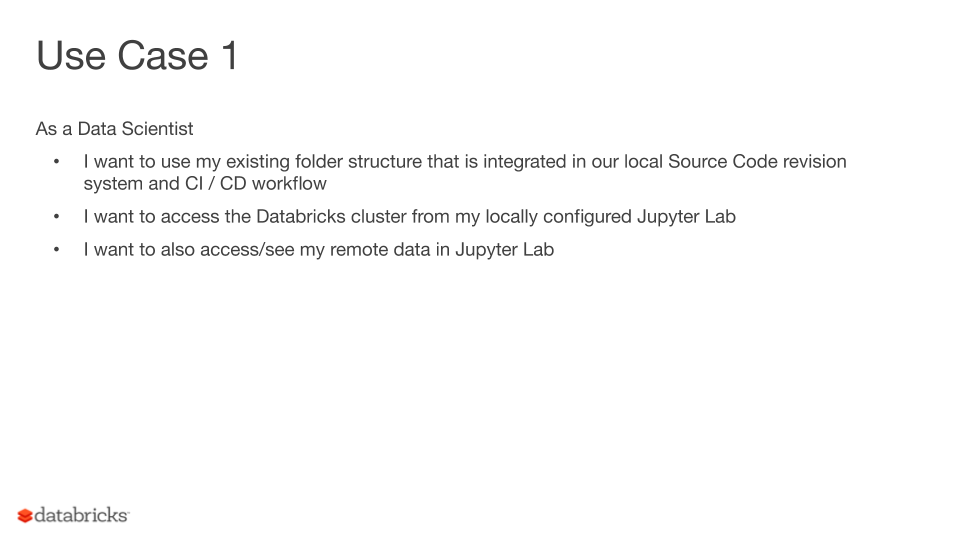 Use Case 1
As a Data Scientist
• I want to use my existing folder structure that is integrated in our local Source Code revision
system and CI / CD workflow
• I want to access the Databricks cluster from my locally configured Jupyter Lab
• I want to also access/see my remote data in Jupyter Lab
databricks